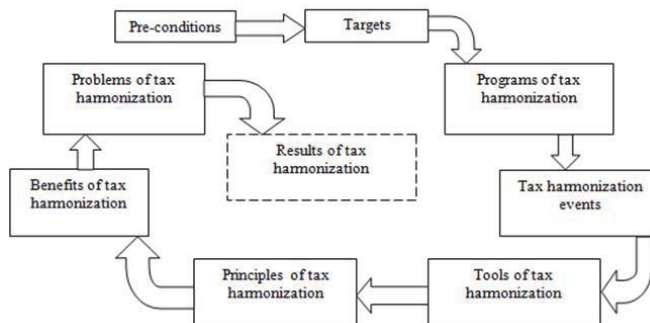 Pre-conditions
Targets
Programs of tax
harmonization
Tax harmonization
events
Tools of tax
harmonization
Principles of tax
harmonization
Benefits of tax
harmonization
Problems of tax
harmonization
Results of tax
harmonization